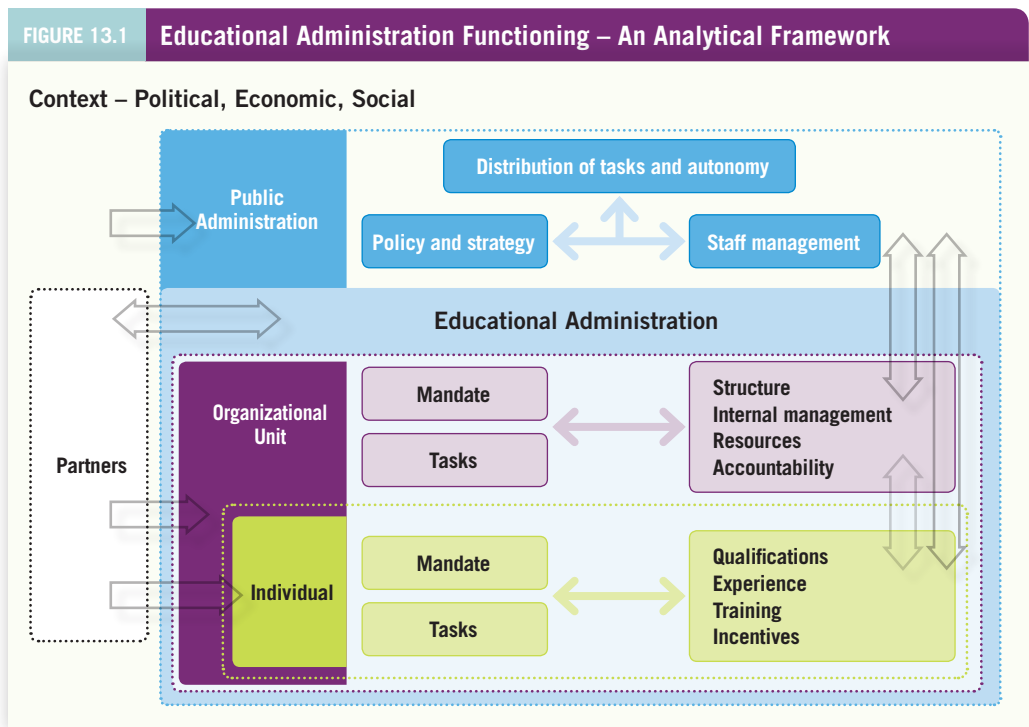 FIGURE 13.1 Educational Administration Functioning – An Analytical Framework
Context – Political, Economic, Social
Public
Administration
Distribution of tasks and autonomy
Policy and strategy
Staff management
Educational Administration
Partners
Organizational
Unit
Mandate
Tasks
Structure
Internal management
Resources
Accountability
Individual
Mandate
Tasks
Qualifications
Experience
Training
Incentives